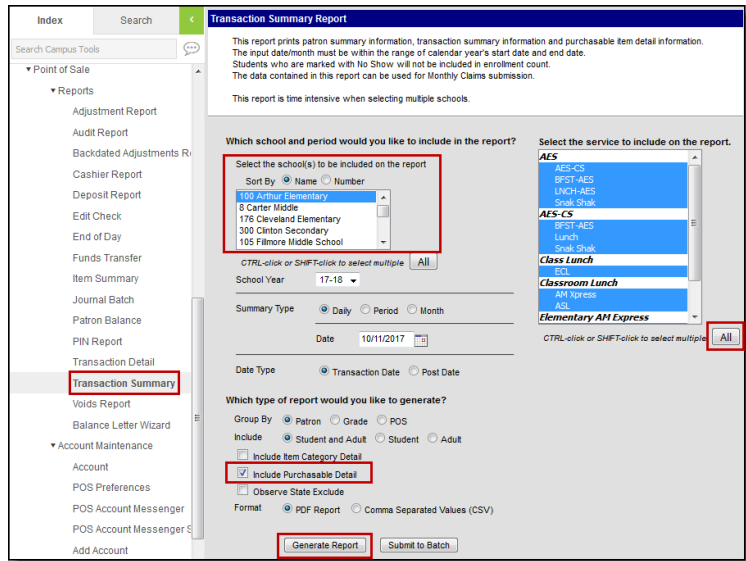 Index
Search
<
Search Campus Tools
Point of Sale
Reports
Adjustment Report
Audit Report
Backdated Adjustments R
Cashier Report
Deposit Report
Edit Check
End of Day
Funds Transfer
Item Summary
Journal Batch
Patron Balance
PIN Report
Transaction Detail
Transaction Summary
Voids Report
Balance Letter Wizard
Account Maintenance
Account
POS Preferences
POS Account Messenger
POS Account Messenger S
Add Account
Transaction Summary Report
This report prints patron summary information, transaction summary information and purchasable item detail information.
The input date/month must be within the range of calendar year's start date and end date.
Students who are marked with No Show will not be included in enrollment count.
The data contained in this report can be used for Monthly Claims submission.
This report is time intensive when selecting multiple schools.
Which school and period would you like to include in the report?
Select the school(s) to be included on the report
Sort By Name Number
100 Arthur Elementary
8 Carter Middle
176 Cleveland Elementary
300 Clinton Secondary
105 Fillmore Middle School
CTRL-click or SHIFT-click to select multiple All
School Year 17-18
Summary Type Daily Period Month
Date 10/11/2017
Date Type Transaction Date Post Date
Select the service to include on the report.
AES
AES-CS
BFST-AES
LNCH-AES
Snak Shak
AES-CS
BFST-AES
Lunch
Snak Shak
Class Lunch
ECL
Classroom Lunch
AM Xpress
ASL
Elementary AM Express
CTRL-click or SHIFT-click to select multiple All
Which type of report would you like to generate?
Group By Patron Grade POS
Include Student and Adult Student Adult
Include Item Category Detail
Include Purchasable Detail
Observe State Exclude
Format PDF Report Comma Separated Values (CSV)
Generate Report Submit to Batch